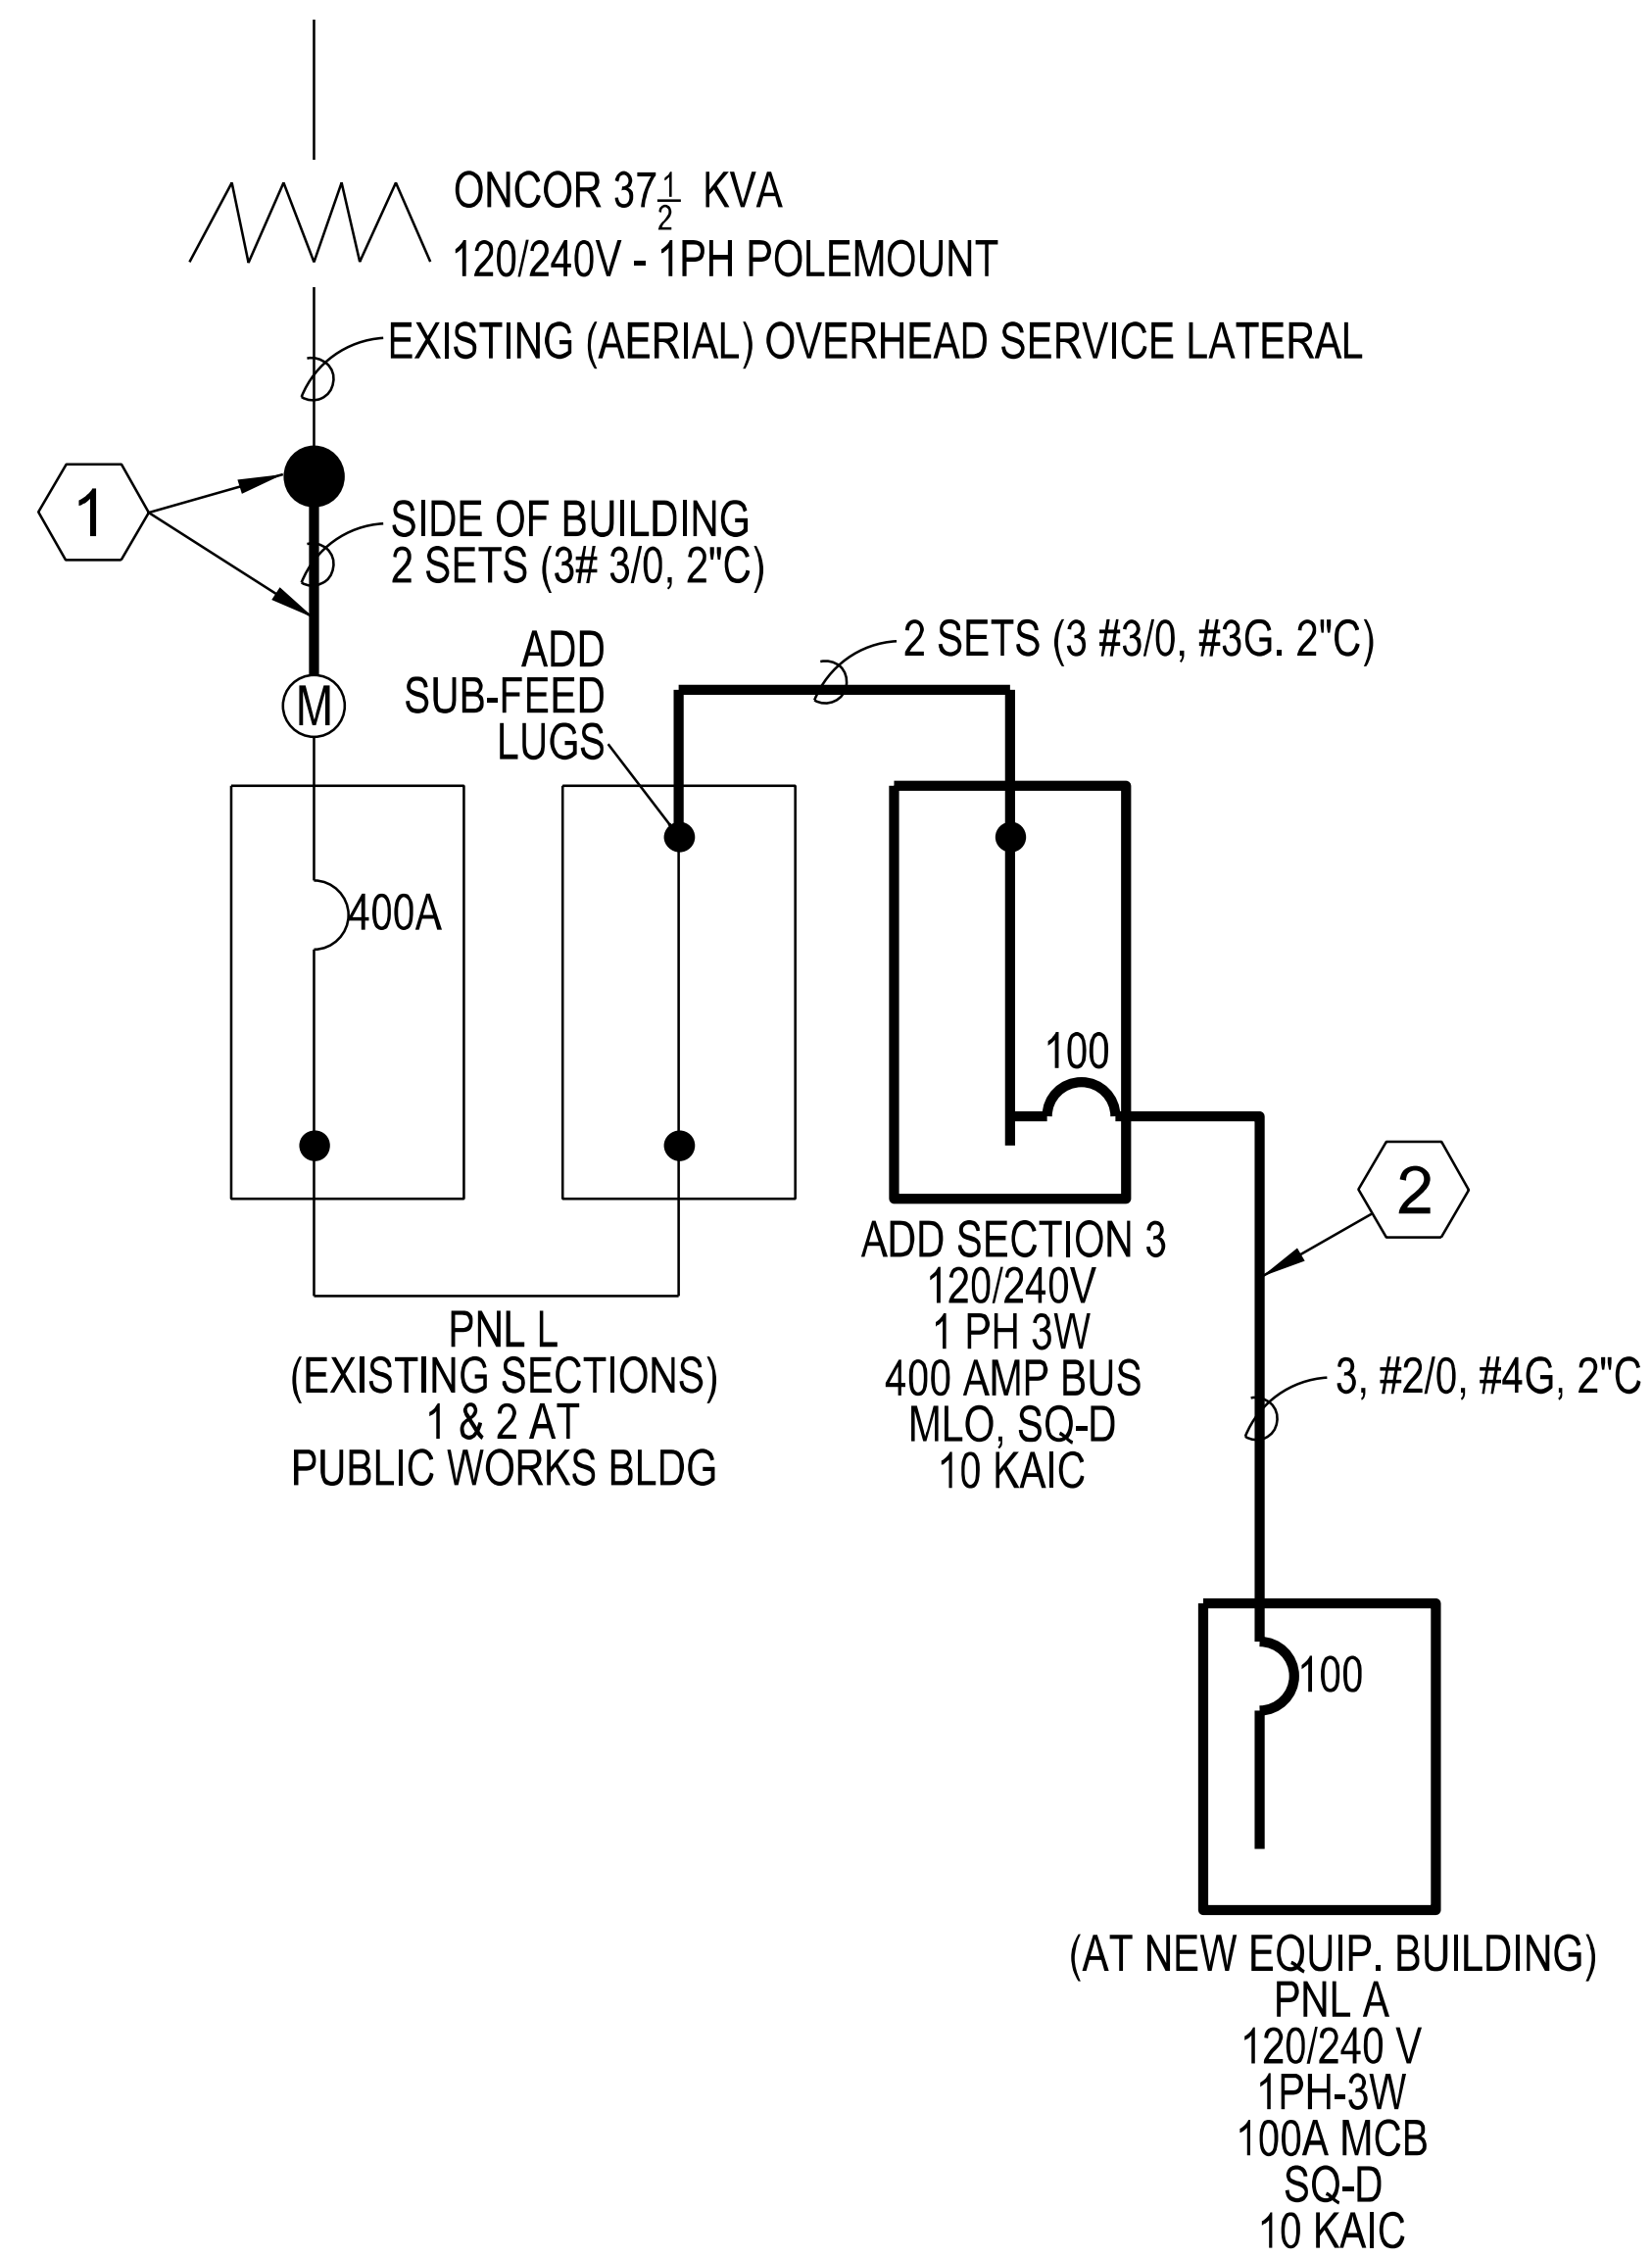 ONCOR 37 1/2 KVA
120/240V - 1PH POLEMOUNT
EXISTING (AERIAL) OVERHEAD SERVICE LATERAL
1
SIDE OF BUILDING
2 SETS (3# 3/0, 2"C)
ADD
SUB-FEED
LUGS
2 SETS (3 #3/0, #3G. 2"C)
M
400A
100
2
ADD SECTION 3
120/240V
1 PH 3W
400 AMP BUS
MLO, SQ-D
10 KAIC
PNL L
(EXISTING SECTIONS)
1 & 2 AT
PUBLIC WORKS BLDG
3, #2/0, #4G, 2"C
100
(AT NEW EQUIP. BUILDING)
PNL A
120/240 V
1PH-3W
100A MCB
SQ-D
10 KAIC